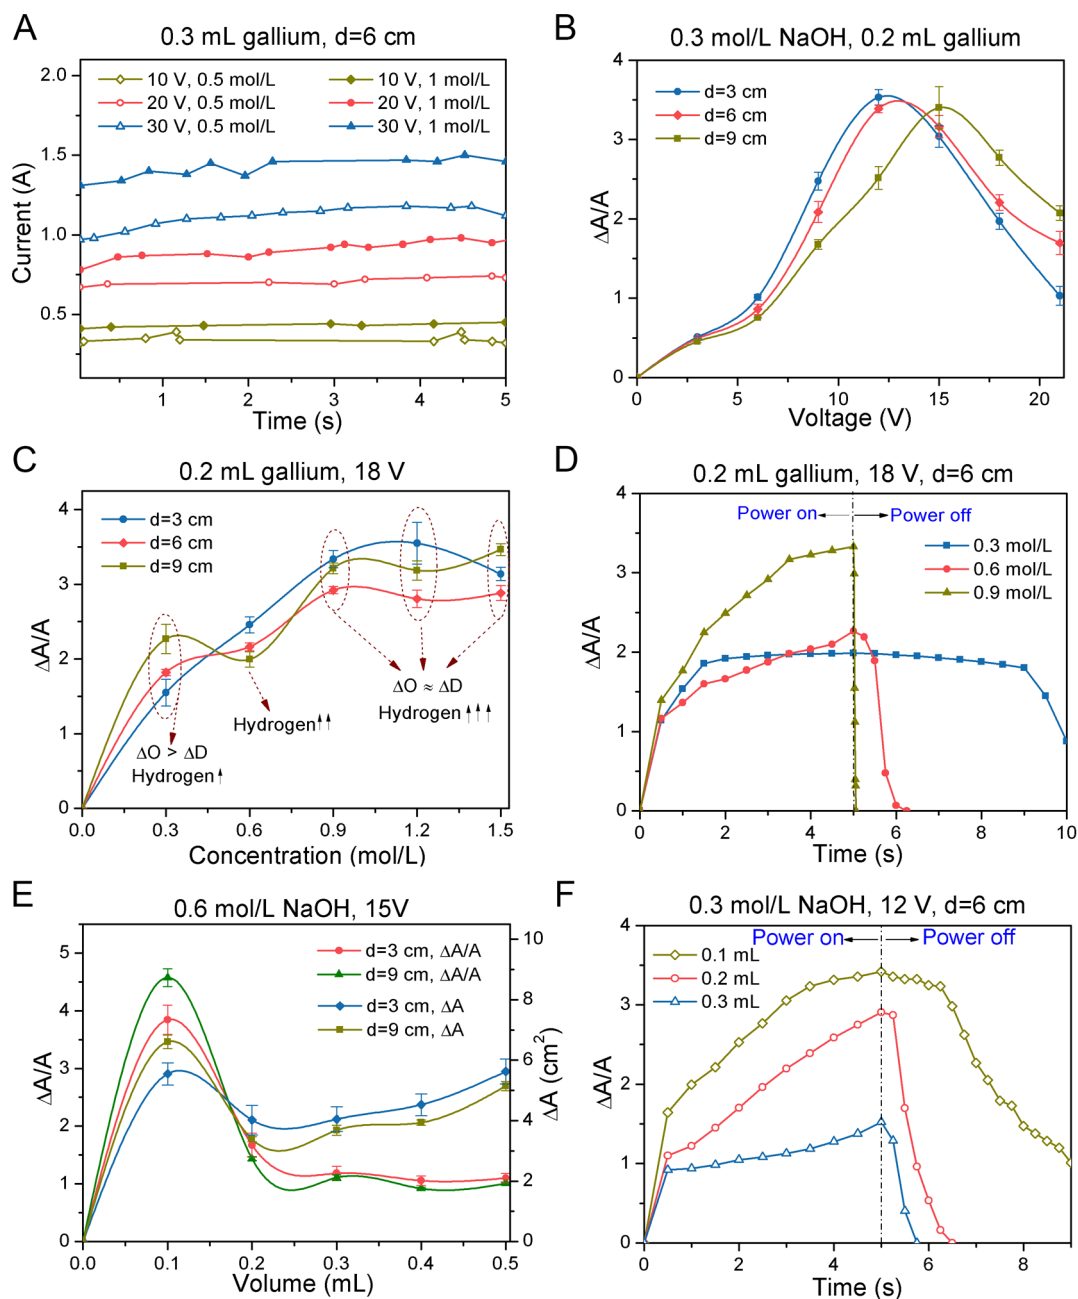 A
0.3 mL gallium, d=6 cm
10 V, 0.5 mol/L
10 V, 1 mol/L
20 V, 0.5 mol/L
20 V, 1 mol/L
30 V, 0.5 mol/L
30 V, 1 mol/L
2.0
1.5
1.0
0.5
Current (A)
0 1 2 3 4 5
Time (s)
B
0.3 mol/L NaOH, 0.2 mL gallium
d=3 cm
d=6 cm
d=9 cm
4
3
2
1
0
ΔA/A
0 5 10 15 20
Voltage (V)
C
0.2 mL gallium, 18 V
d=3 cm
d=6 cm
d=9 cm
4
3
2
1
0
ΔA/A
ΔO > ΔD
Hydrogen↑
Hydrogen↑↑
ΔO ≈ ΔD
Hydrogen↑↑↑
0.0 0.3 0.6 0.9 1.2 1.5
Concentration (mol/L)
D
0.2 mL gallium, 18 V, d=6 cm
Power on
Power off
0.3 mol/L
0.6 mol/L
0.9 mol/L
4
3
2
1
0
ΔA/A
0 2 4 6 8 10
Time (s)
E
0.6 mol/L NaOH, 15V
d=3 cm, ΔA/A
d=9 cm, ΔA/A
d=3 cm, ΔA
d=9 cm, ΔA
5
4
3
2
1
0
ΔA/A
10
8
6
4
2
0
ΔA (cm²)
0.0 0.1 0.2 0.3 0.4 0.5
Volume (mL)
F
0.3 mol/L NaOH, 12 V, d=6 cm
Power on
Power off
0.1 mL
0.2 mL
0.3 mL
4
3
2
1
0
ΔA/A
0 2 4 6 8
Time (s)